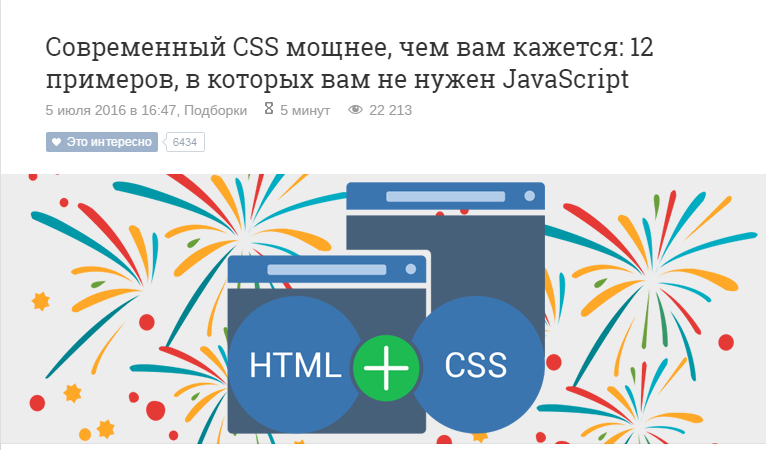 Современный CSS мощнее, чем вам кажется: 12
примеров, в которых вам не нужен JavaScript
5 июля 2016 в 16:47, Подборки 5 минут 22 213
Это интересно 6434
HTML CSS